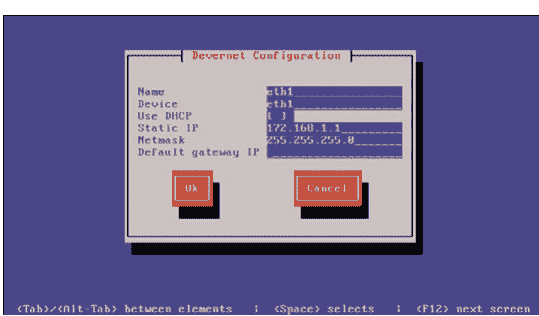 Devernet Configuration
Name eth1
Device eth1
Use DHCP [ ]
Static IP 172.168.1.1
Netmask 255.255.255.0
Default gateway IP
Ok Cancel
<Tab>/<Alt-Tab> between elements | <Space> selects | <F12> next screen